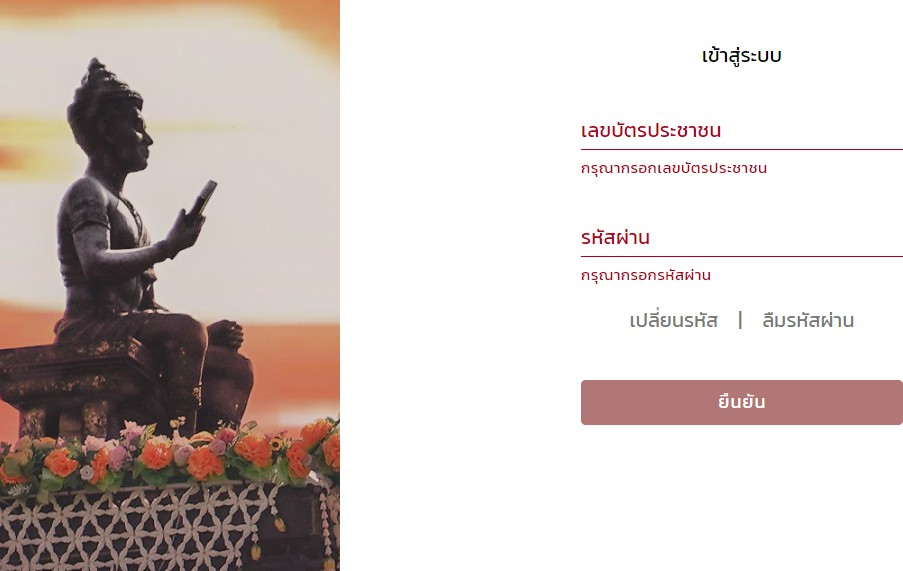 เข้าสู่ระบบ
เลขบัตรประชาชน
กรุณากรอกเลขบัตรประชาชน
รหัสผ่าน
กรุณากรอกรหัสผ่าน
เปลี่ยนรหัส | ลืมรหัสผ่าน
ยืนยัน